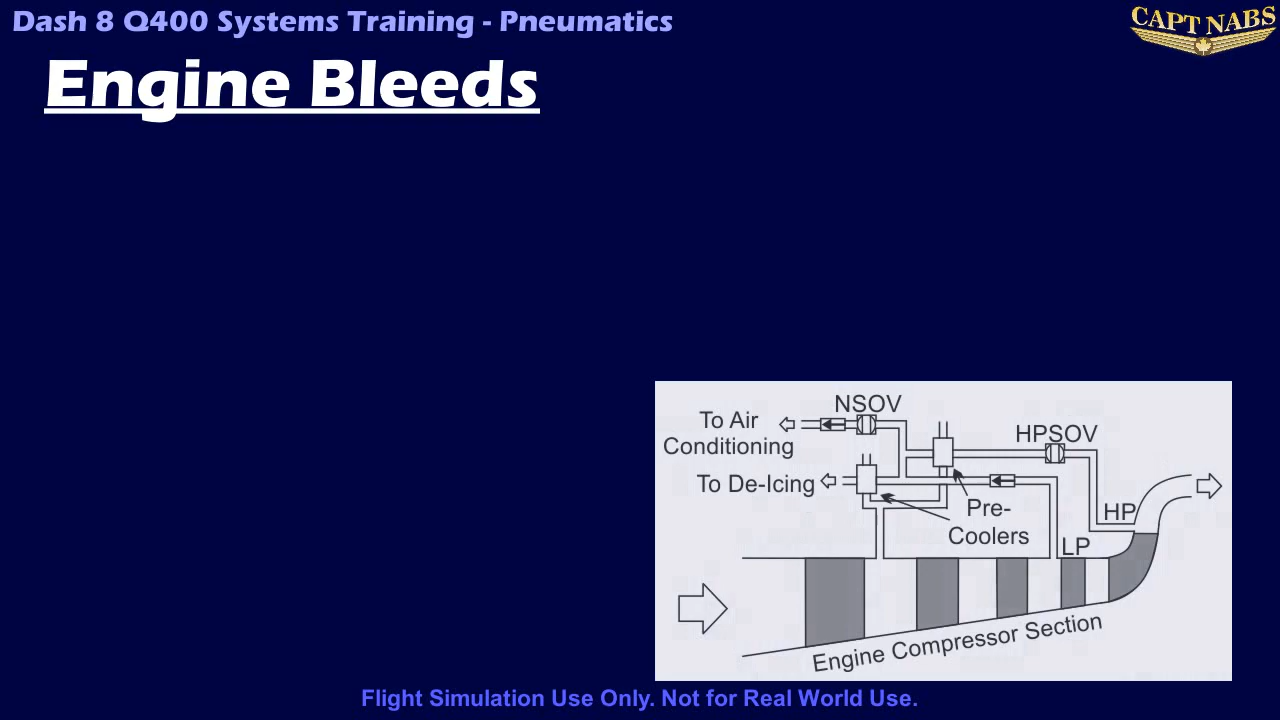 Dash 8 Q400 Systems Training - Pneumatics
CAPT NABS
Engine Bleeds
NSOV
To Air
Conditioning
HPSOV
To De-Icing
Pre-
Coolers
HP
LP
Engine Compressor Section
Flight Simulation Use Only. Not for Real World Use.